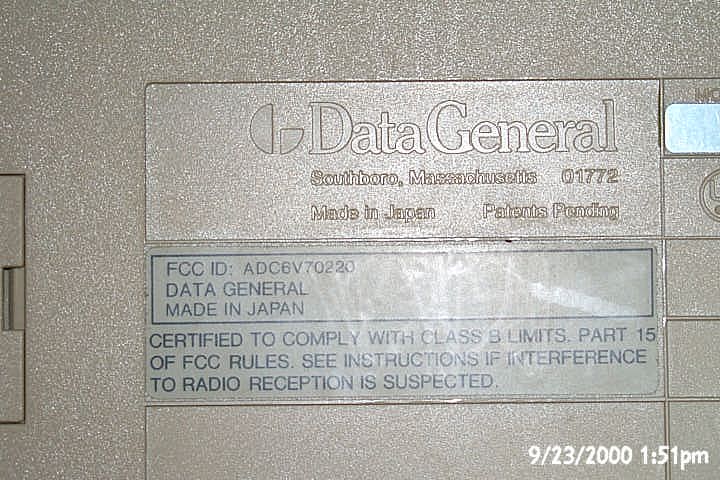 DataGeneral
Southboro, Massachusetts 01772
Made in Japan Patents Pending
FCC ID: ADC6V70220
DATA GENERAL
MADE IN JAPAN
CERTIFIED TO COMPLY WITH CLASS B LIMITS. PART 15
OF FCC RULES. SEE INSTRUCTIONS IF INTERFERENCE
TO RADIO RECEPTION IS SUSPECTED.
9/23/2000 1:51pm